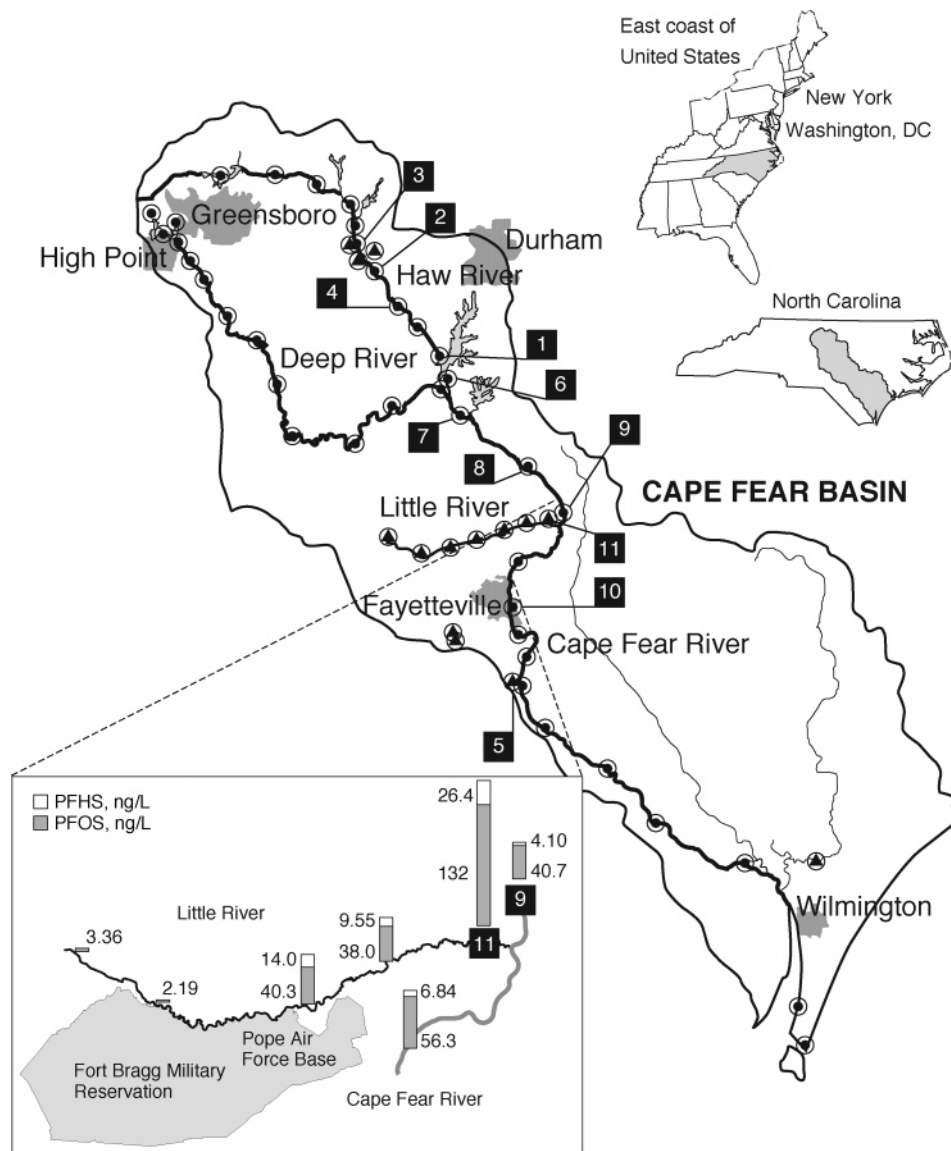 East coast of
United States
New York
Washington, DC
3
Greensboro
2
Durham
High Point
Haw River
4
North Carolina
1
Deep River
6
9
7
8
CAPE FEAR BASIN
Little River
11
10
Fayetteville
Cape Fear River
5
26.4
PFHS, ng/L
PFOS, ng/L
4.10
132
40.7
Little River
9.55
9
Wilmington
3.36
14.0
38.0
11
2.19
40.3
6.84
Pope Air
Force Base
56.3
Fort Bragg Military
Reservation
Cape Fear River